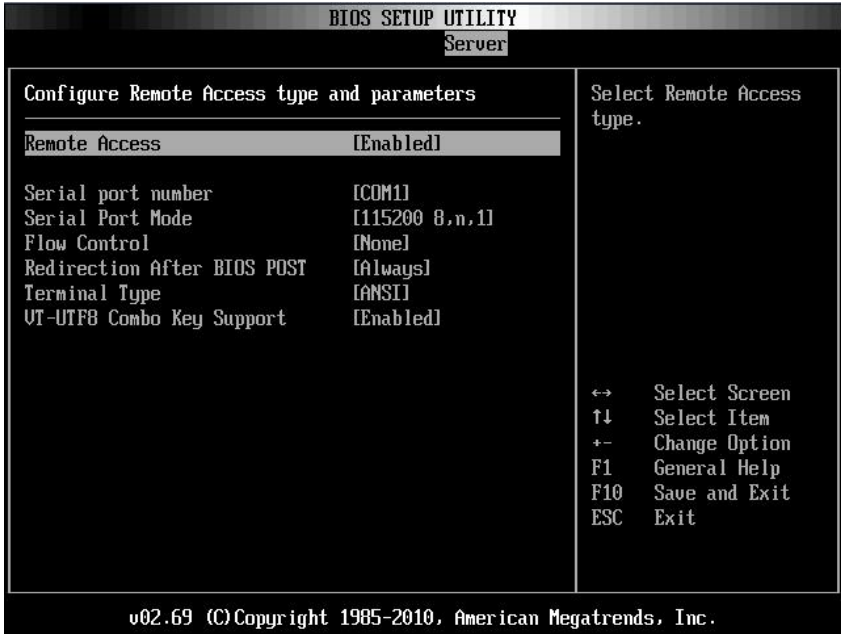 BIOS SETUP UTILITY
Server
Configure Remote Access type and parameters
Remote Access [Enabled]
Serial port number [COM1]
Serial Port Mode [115200 8,n,1]
Flow Control [None]
Redirection After BIOS POST [Always]
Terminal Type [ANSI]
VT-UTF8 Combo Key Support [Enabled]
Select Remote Access
type.
↔ Select Screen
↑↓ Select Item
+- Change Option
F1 General Help
F10 Save and Exit
ESC Exit
v02.69 (C)Copyright 1985-2010, American Megatrends, Inc.